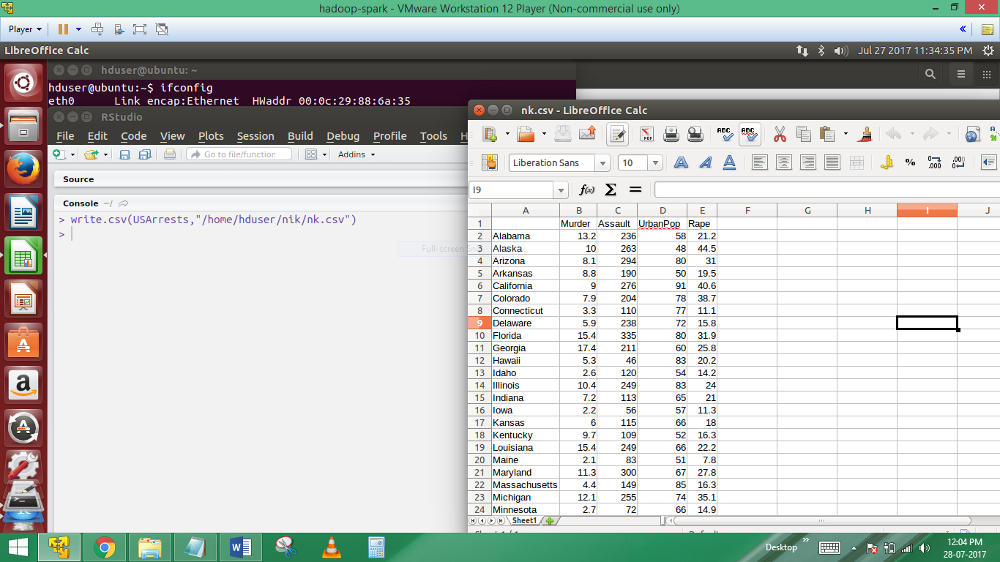 hadoop-spark - VMware Workstation 12 Player (Non-commercial use only)
Player
LibreOffice Calc
Jul 27 2017 11:34:35 PM
hduser@ubuntu: ~
hduser@ubuntu:~$ ifconfig
eth0 Link encap:Ethernet HWaddr 00:0c:29:88:6a:35
RStudio
File Edit Code View Plots Session Build Debug Profile Tools H
Go to file/function
Addins
Source
Console ~/
> write.csv(USArrests,"/home/hduser/nik/nk.csv")
>
nk.csv - LibreOffice Calc
Liberation Sans 10
I9
A B C D E F G H I J
1 Murder Assault UrbanPop Rape
2 Alabama 13.2 236 58 21.2
3 Alaska 10 263 48 44.5
4 Arizona 8.1 294 80 31
5 Arkansas 8.8 190 50 19.5
6 California 9 276 91 40.6
7 Colorado 7.9 204 78 38.7
8 Connecticut 3.3 110 77 11.1
9 Delaware 5.9 238 72 15.8
10 Florida 15.4 335 80 31.9
11 Georgia 17.4 211 60 25.8
12 Hawaii 5.3 46 83 20.2
13 Idaho 2.6 120 54 14.2
14 Illinois 10.4 249 83 24
15 Indiana 7.2 113 65 21
16 Iowa 2.2 56 57 11.3
17 Kansas 6 115 66 18
18 Kentucky 9.7 109 52 16.3
19 Louisiana 15.4 249 66 22.2
20 Maine 2.1 83 51 7.8
21 Maryland 11.3 300 67 27.8
22 Massachusetts 4.4 149 85 16.3
23 Michigan 12.1 255 74 35.1
24 Minnesota 2.7 72 66 14.9
Sheet1
Desktop
12:04 PM
28-07-2017